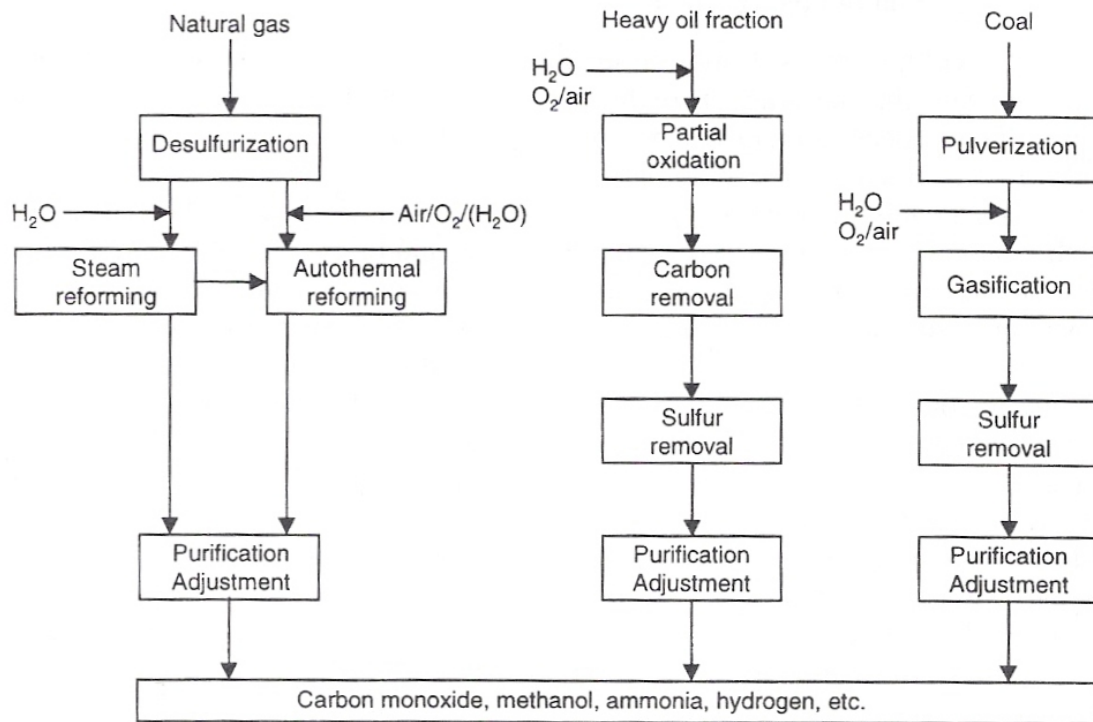 Natural gas
Desulfurization
H₂O
Air/O₂/(H₂O)
Steam
reforming
Autothermal
reforming
Purification
Adjustment
Heavy oil fraction
H₂O
O₂/air
Partial
oxidation
Carbon
removal
Sulfur
removal
Purification
Adjustment
Coal
Pulverization
H₂O
O₂/air
Gasification
Sulfur
removal
Purification
Adjustment
Carbon monoxide, methanol, ammonia, hydrogen, etc.